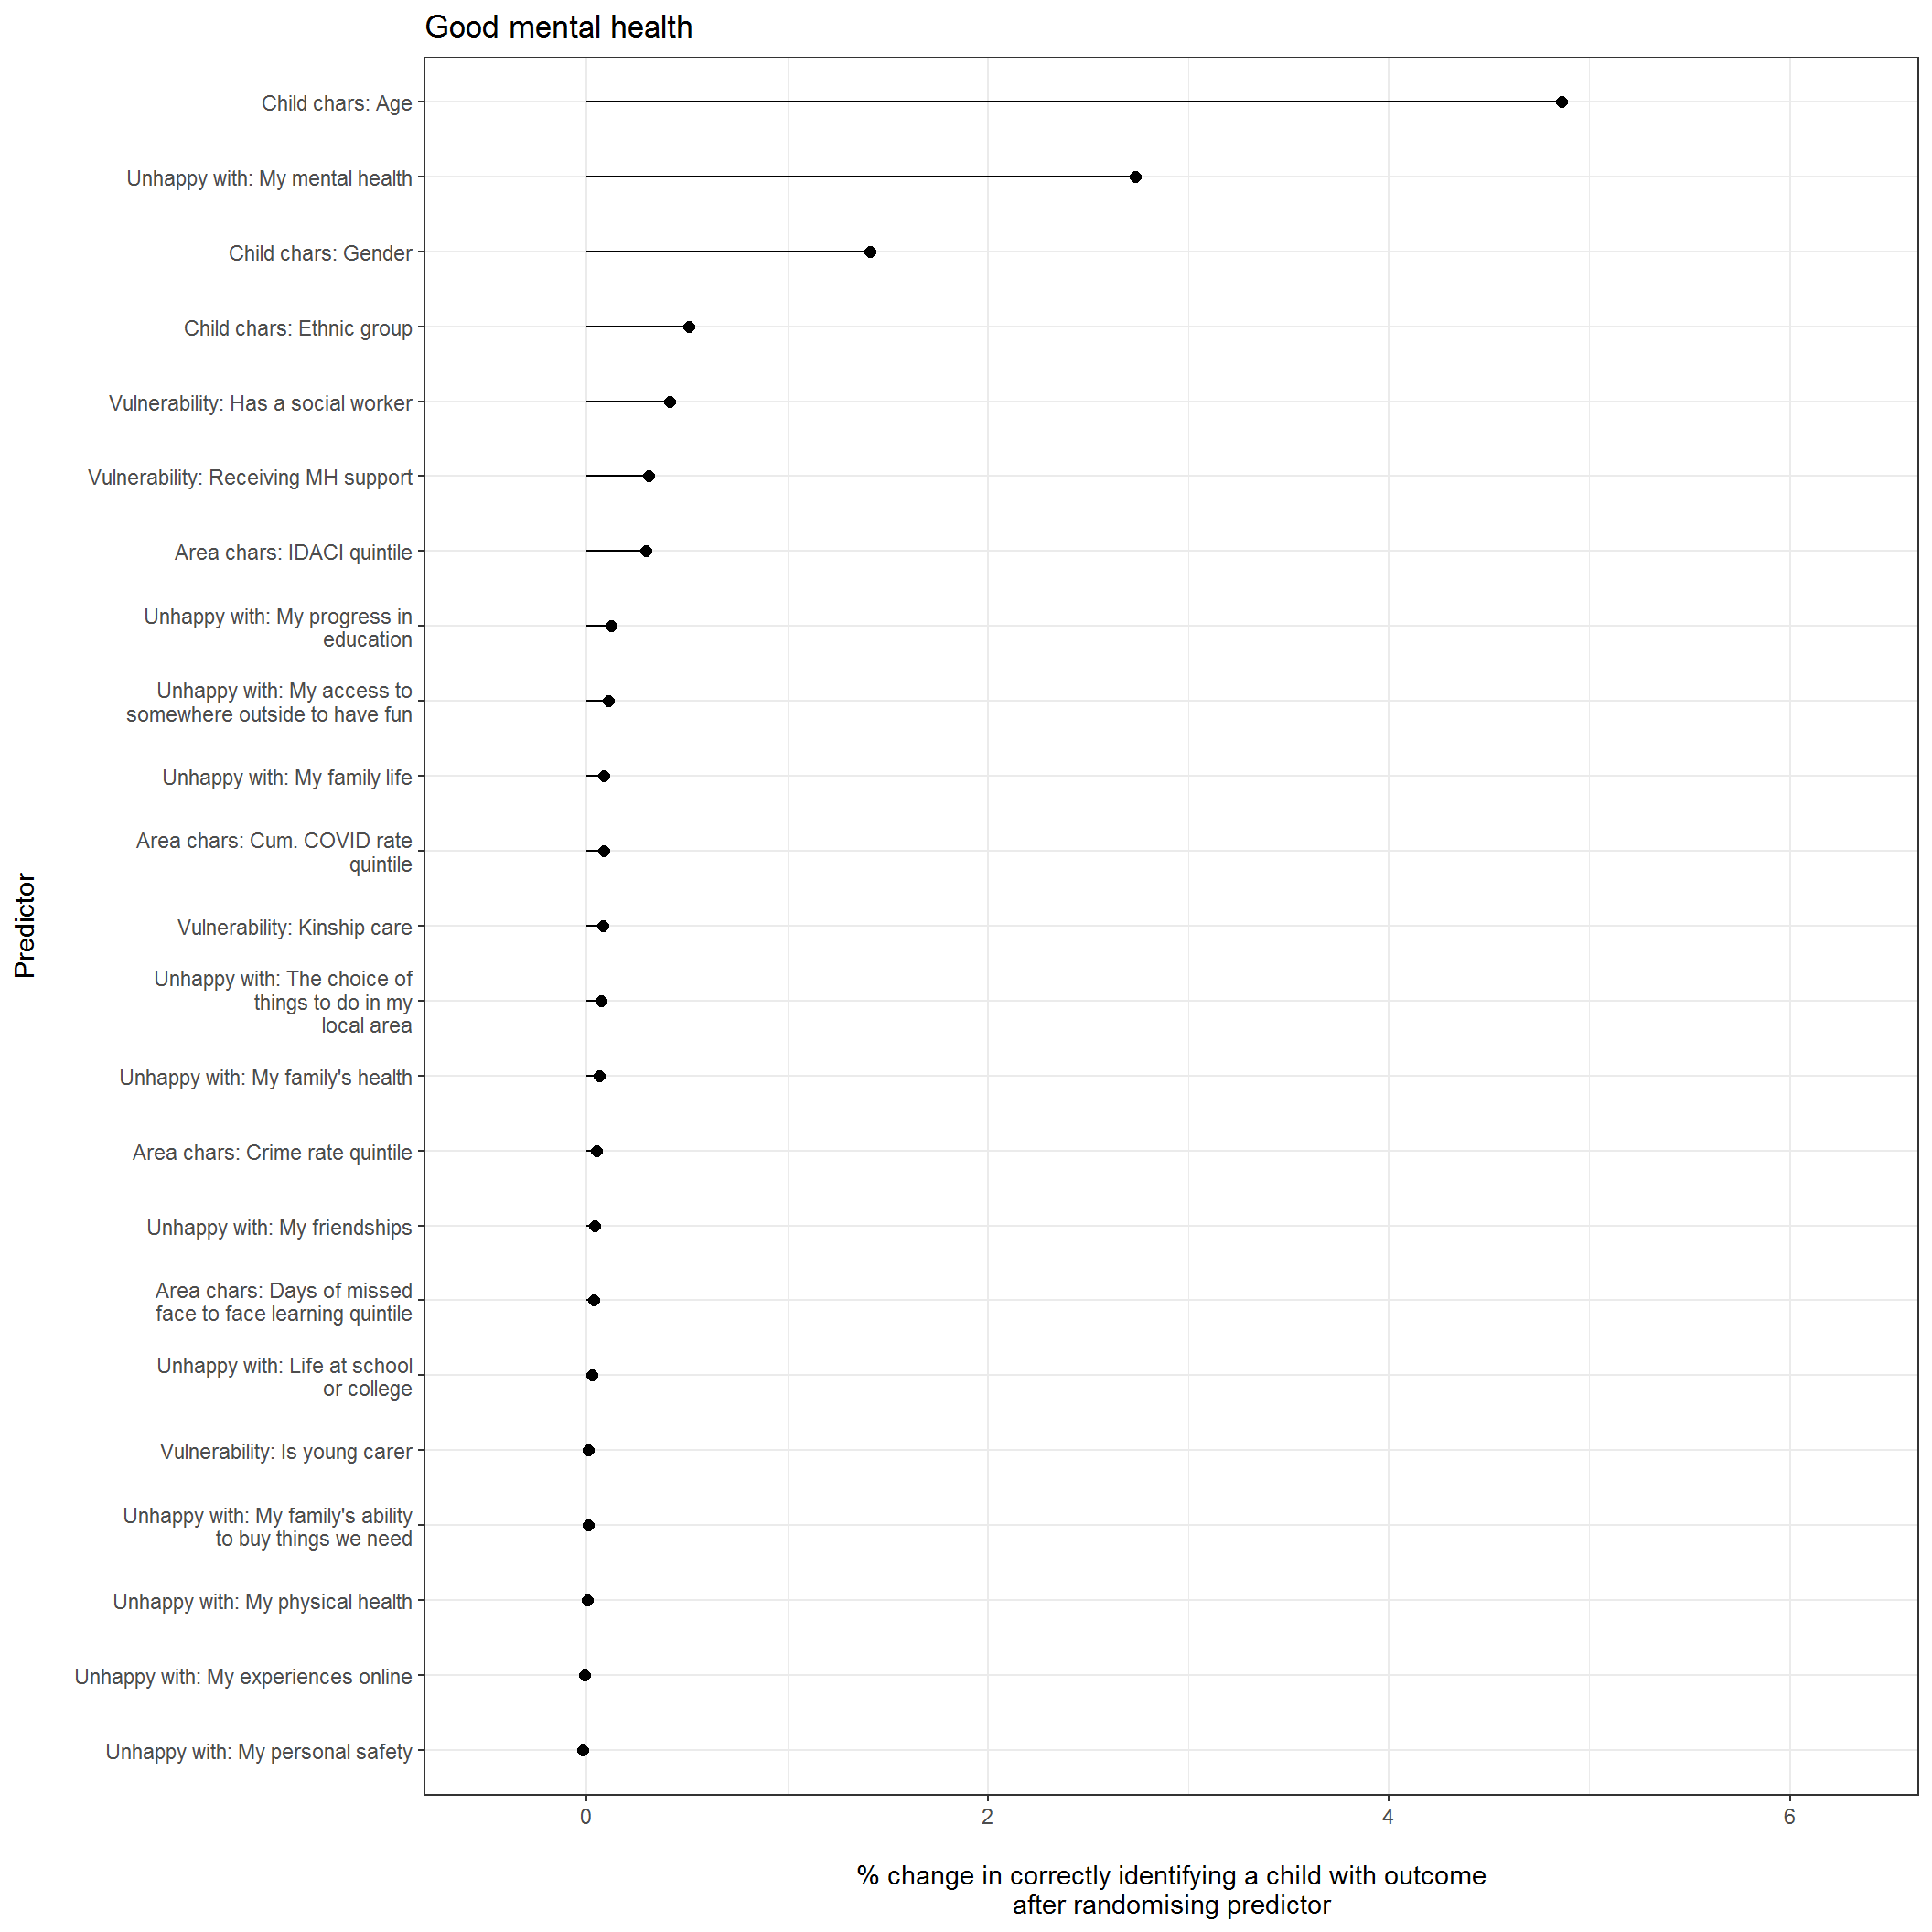 Good mental health
Child chars: Age
Unhappy with: My mental health
Child chars: Gender
Child chars: Ethnic group
Vulnerability: Has a social worker
Vulnerability: Receiving MH support
Area chars: IDACI quintile
Unhappy with: My progress in
education
Unhappy with: My access to
somewhere outside to have fun
Unhappy with: My family life
Area chars: Cum. COVID rate
quintile
Vulnerability: Kinship care
Unhappy with: The choice of
things to do in my
local area
Unhappy with: My family's health
Area chars: Crime rate quintile
Unhappy with: My friendships
Area chars: Days of missed
face to face learning quintile
Unhappy with: Life at school
or college
Vulnerability: Is young carer
Unhappy with: My family's ability
to buy things we need
Unhappy with: My physical health
Unhappy with: My experiences online
Unhappy with: My personal safety
Predictor
0 2 4 6
% change in correctly identifying a child with outcome
after randomising predictor